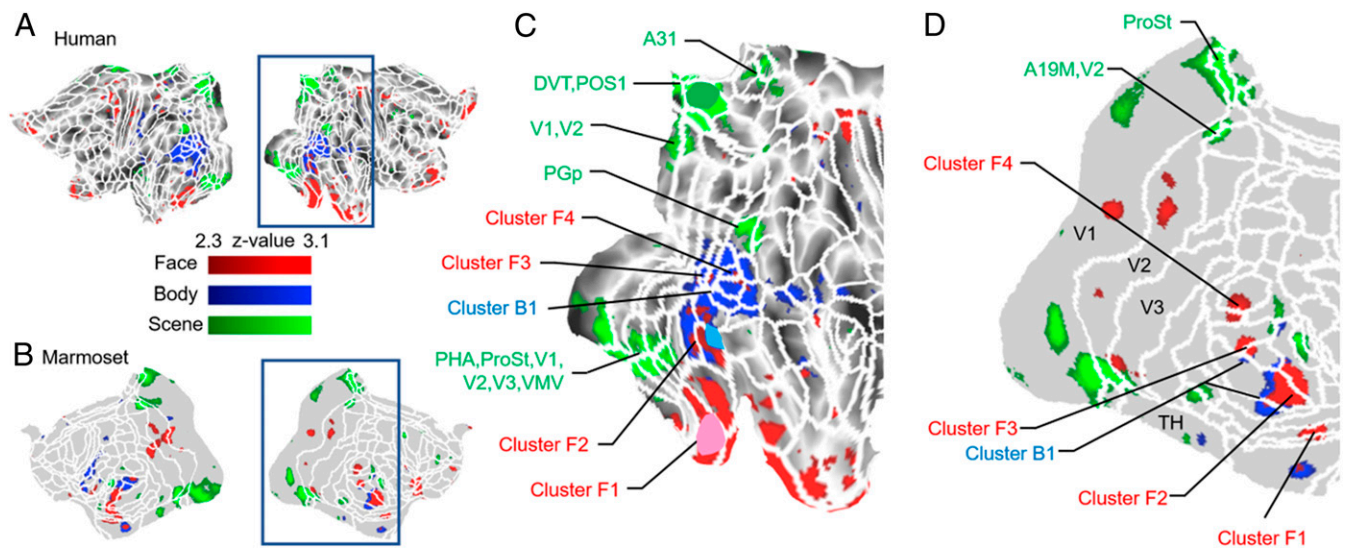 A
Human
2.3 z-value 3.1
Face
Body
Scene
B
Marmoset
C
A31
DVT,POS1
V1,V2
PGp
Cluster F4
Cluster F3
Cluster B1
PHA,ProSt,V1,
V2,V3,VMV
Cluster F2
Cluster F1
D
ProSt
A19M,V2
Cluster F4
V1
V2
V3
TH
Cluster F3
Cluster B1
Cluster F2
Cluster F1